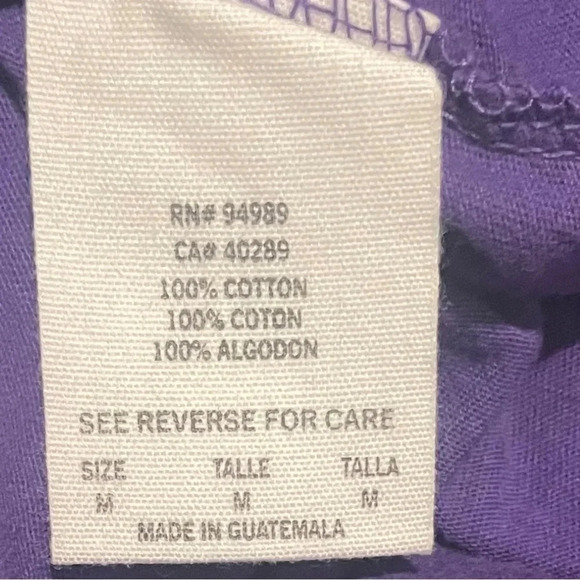 RN# 94989
CA# 40289
100% COTTON
100% COTON
100% ALGODON
SEE REVERSE FOR CARE
SIZE TALLE TALLA
M M M
MADE IN GUATEMALA